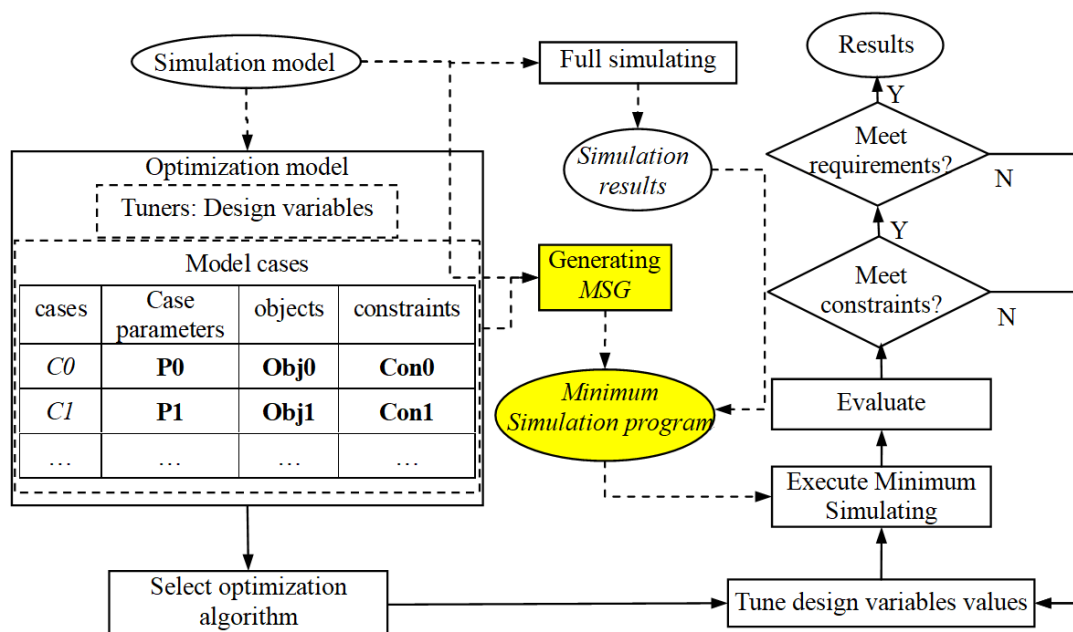 Simulation model
Full simulating
Results
Y
Meet
requirements?
N
Simulation
results
Optimization model
Tuners: Design variables
Model cases
cases
Case
parameters
objects
constraints
C0
P0
Obj0
Con0
C1
P1
Obj1
Con1
…
…
…
…
Generating
MSG
Y
Meet
constraints?
N
Minimum
Simulation program
Evaluate
Execute Minimum
Simulating
Select optimization
algorithm
Tune design variables values